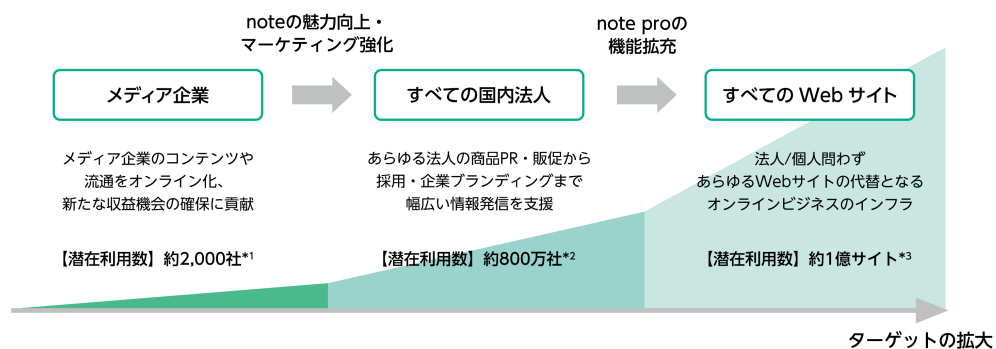 noteの魅力向上・
マーケティング強化
note proの
機能拡充
メディア企業
すべての国内法人
すべての Web サイト
メディア企業のコンテンツや
流通をオンライン化、
新たな収益機会の確保に貢献
あらゆる法人の商品PR・販促から
採用・企業ブランディングまで
幅広い情報発信を支援
法人/個人問わず
あらゆるWebサイトの代替となる
オンラインビジネスのインフラ
【潜在利用数】約2,000社*1
【潜在利用数】約800万社*2
【潜在利用数】約1億サイト*3
ターゲットの拡大